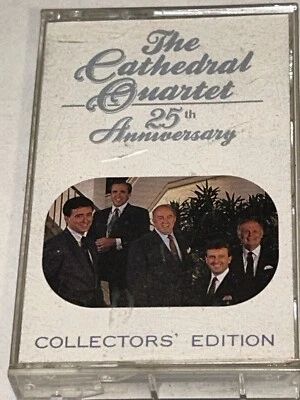 The
Cathedral
Quartet
25th
Anniversary
COLLECTORS' EDITION